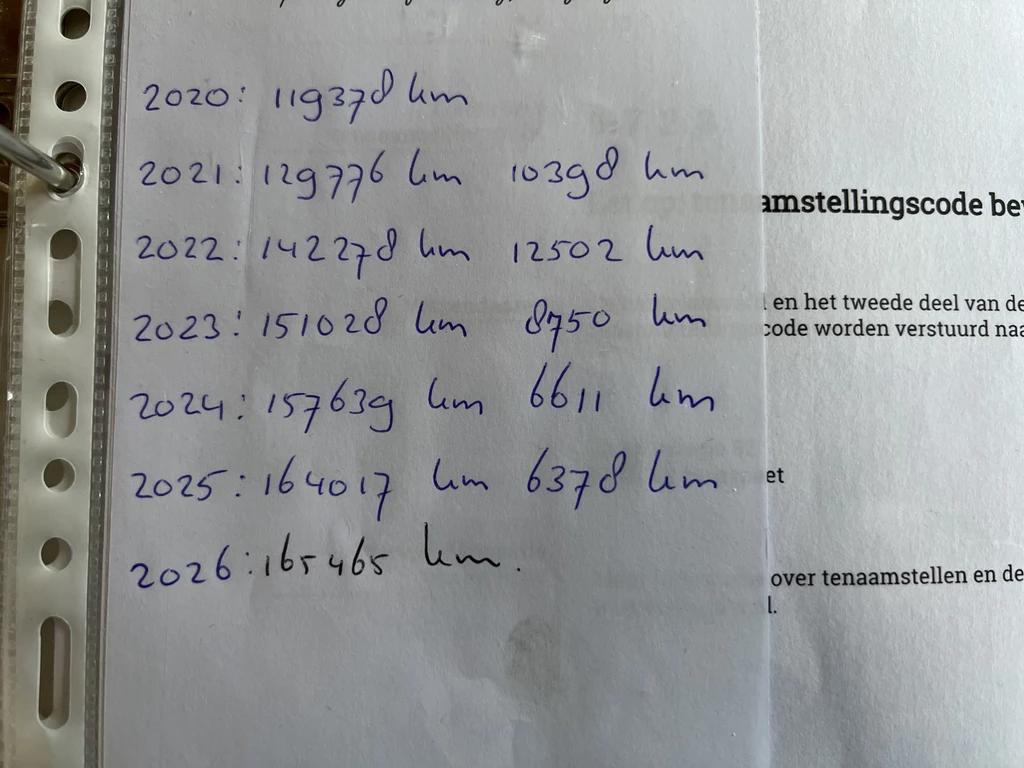 2020: 119378 km
2021: 129776 km 10398 km
amstellingscode be
2022: 142278 km 12502 km
en het tweede deel van de
2023: 151028 km 8750 km
code worden verstuurd naa
2024: 157639 km 6611 km
2025: 164017 km 6378 km
et
2026: 165465 km.
over tenaamstellen en de
l.